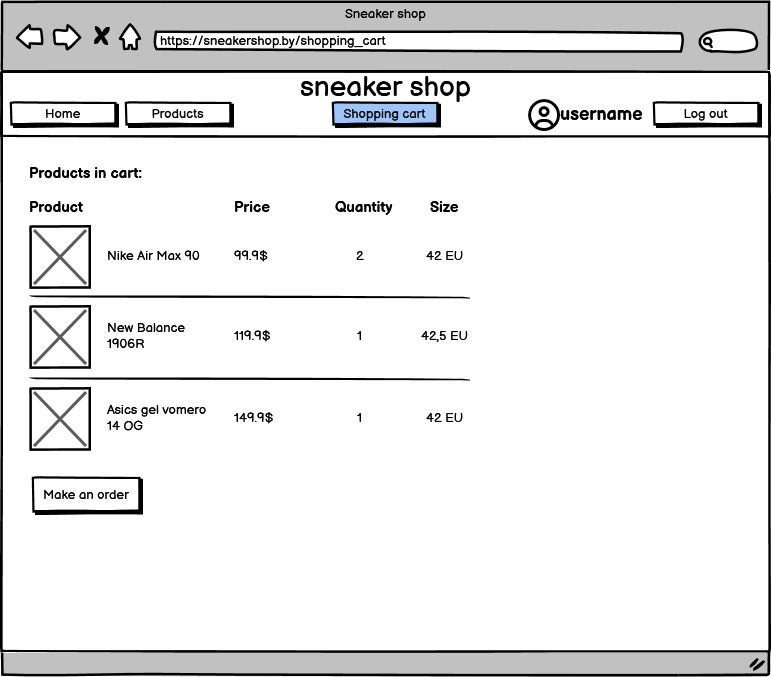 Sneaker shop
https://sneakershop.by/shopping_cart
sneaker shop
Home Products Shopping cart username Log out
Products in cart:
Product Price Quantity Size
Nike Air Max 90 99.9$ 2 42 EU
New Balance
1906R 119.9$ 1 42,5 EU
Asics gel vomero
14 OG 149.9$ 1 42 EU
Make an order